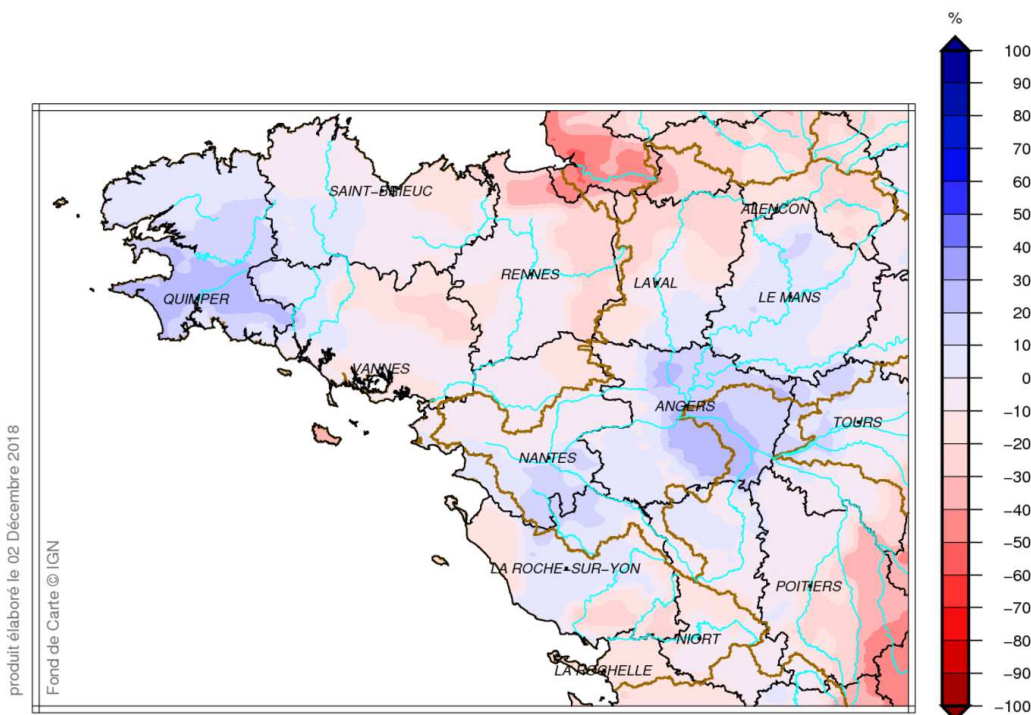 %
100
90
80
70
60
50
40
30
20
10
0
−10
−20
−30
−40
−50
−60
−70
−80
−90
−100
SAINT−BRIEUC
ALENCON
RENNES
LAVAL
QUIMPER
LE MANS
VANNES
ANGERS
TOURS
NANTES
LA ROCHE−SUR−YON
POITIERS
NIORT
LA ROCHELLE
produit élaboré le 02 Décembre 2018
Fond de Carte © IGN